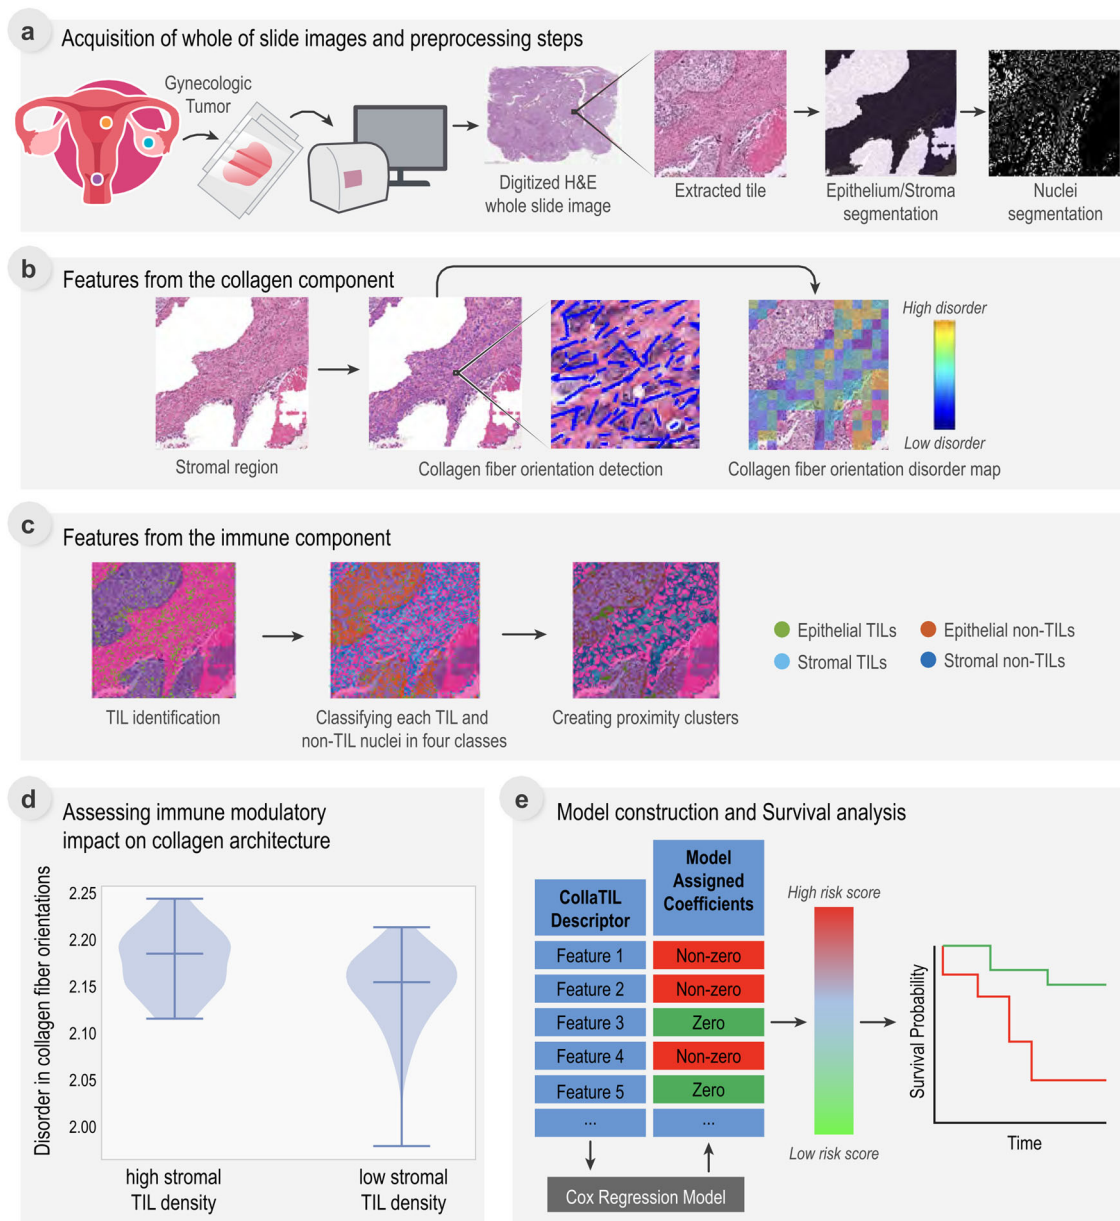 a
Acquisition of whole of slide images and preprocessing steps
Gynecologic
Tumor
Digitized H&E
whole slide image
Extracted tile
Epithelium/Stroma
segmentation
Nuclei
segmentation
b
Features from the collagen component
Stromal region
Collagen fiber orientation detection
Collagen fiber orientation disorder map
High disorder
Low disorder
c
Features from the immune component
TIL identification
Classifying each TIL and
non-TIL nuclei in four classes
Creating proximity clusters
Epithelial TILs
Epithelial non-TILs
Stromal TILs
Stromal non-TILs
d
Assessing immune modulatory
impact on collagen architecture
Disorder in collagen fiber orientations
2.25
2.20
2.15
2.10
2.05
2.00
high stromal
TIL density
low stromal
TIL density
e
Model construction and Survival analysis
CollaTIL
Descriptor
Model
Assigned
Coefficients
Feature 1
Non-zero
Feature 2
Non-zero
Feature 3
Zero
Feature 4
Non-zero
Feature 5
Zero
...
...
Cox Regression Model
High risk score
Low risk score
Survival Probability
Time